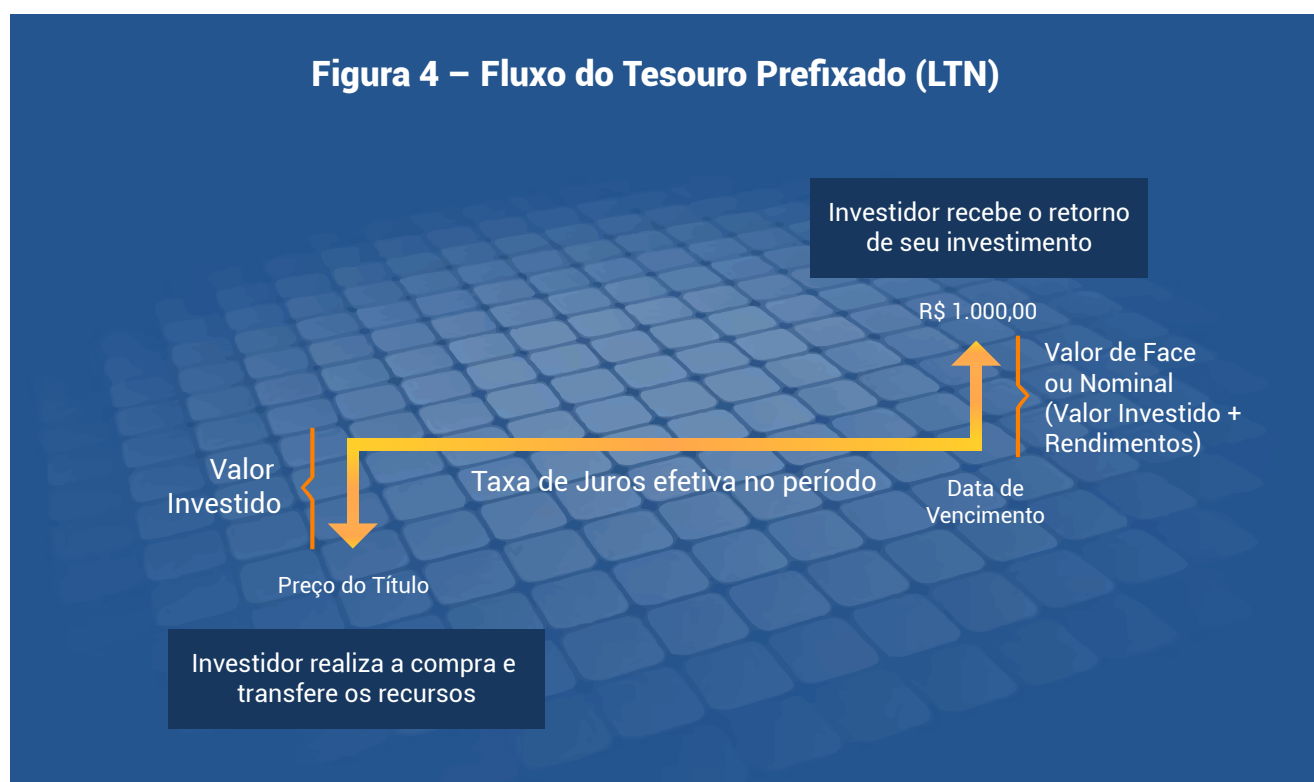 Figura 4 – Fluxo do Tesouro Prefixado (LTN)
Investidor recebe o retorno
de seu investimento
R$ 1.000,00
Valor de Face
ou Nominal
(Valor Investido +
Rendimentos)
Valor
Investido
Taxa de Juros efetiva no período
Data de
Vencimento
Preço do Título
Investidor realiza a compra e
transfere os recursos